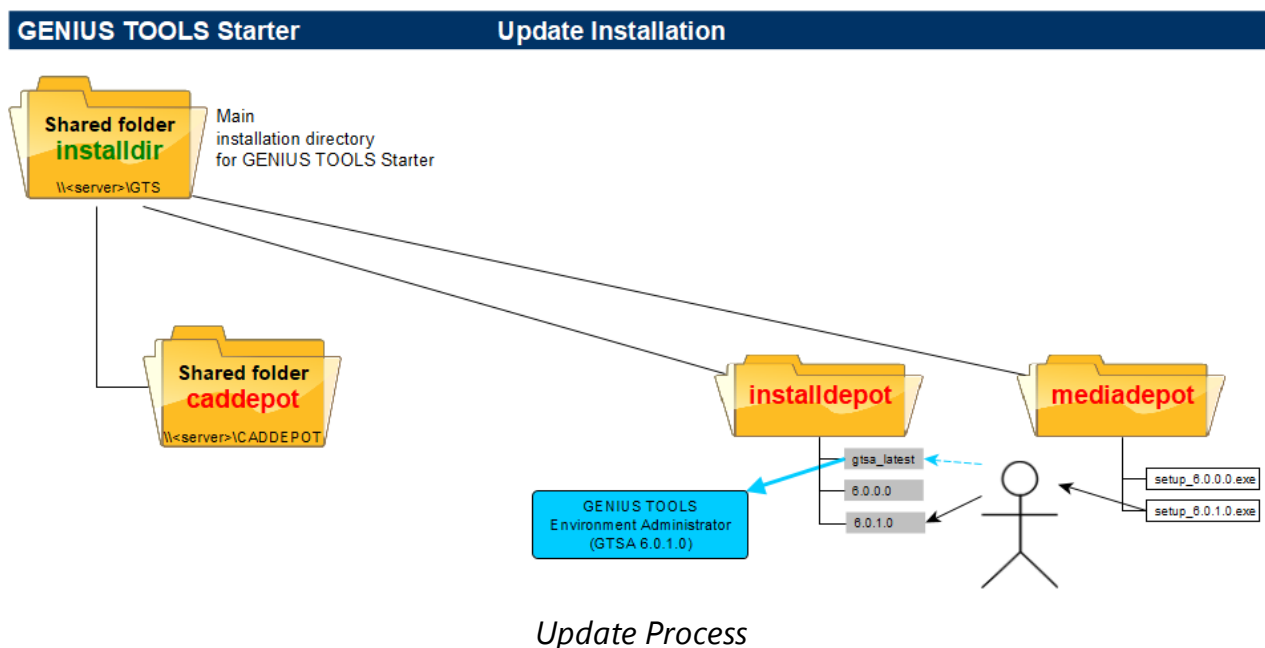 GENIUS TOOLS Starter Update Installation
Shared folder
installdir
\\<server>\GTS
Main
installation directory
for GENIUS TOOLS Starter
Shared folder
caddepot
\\<server>\CADDEPOT
installdepot
mediadepot
gtsa_latest
6.0.0.0
6.0.1.0
setup_6.0.0.0.exe
setup_6.0.1.0.exe
GENIUS TOOLS
Environment Administrator
(GTSA 6.0.1.0)
Update Process